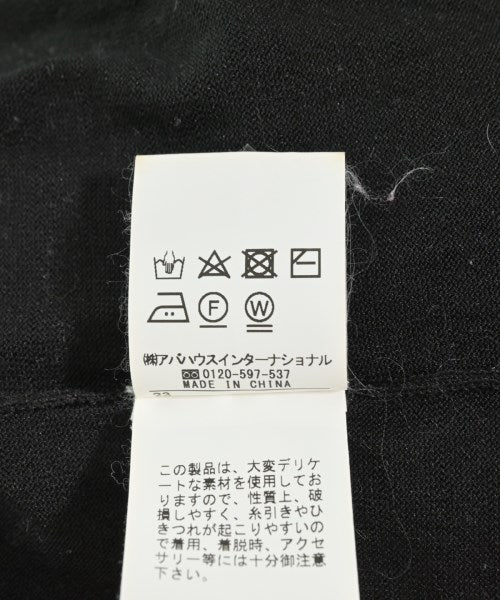 F W
㈱アバハウスインターナショナル
0120-597-537
MADE IN CHINA
この製品は、大変デリケ
ートな素材を使用してお
りますので、性質上、破
損しやすく、糸引きやひ
きつれが起こりやすいの
で着用、着脱時、アクセ
サリー等には十分御注意
下さい。